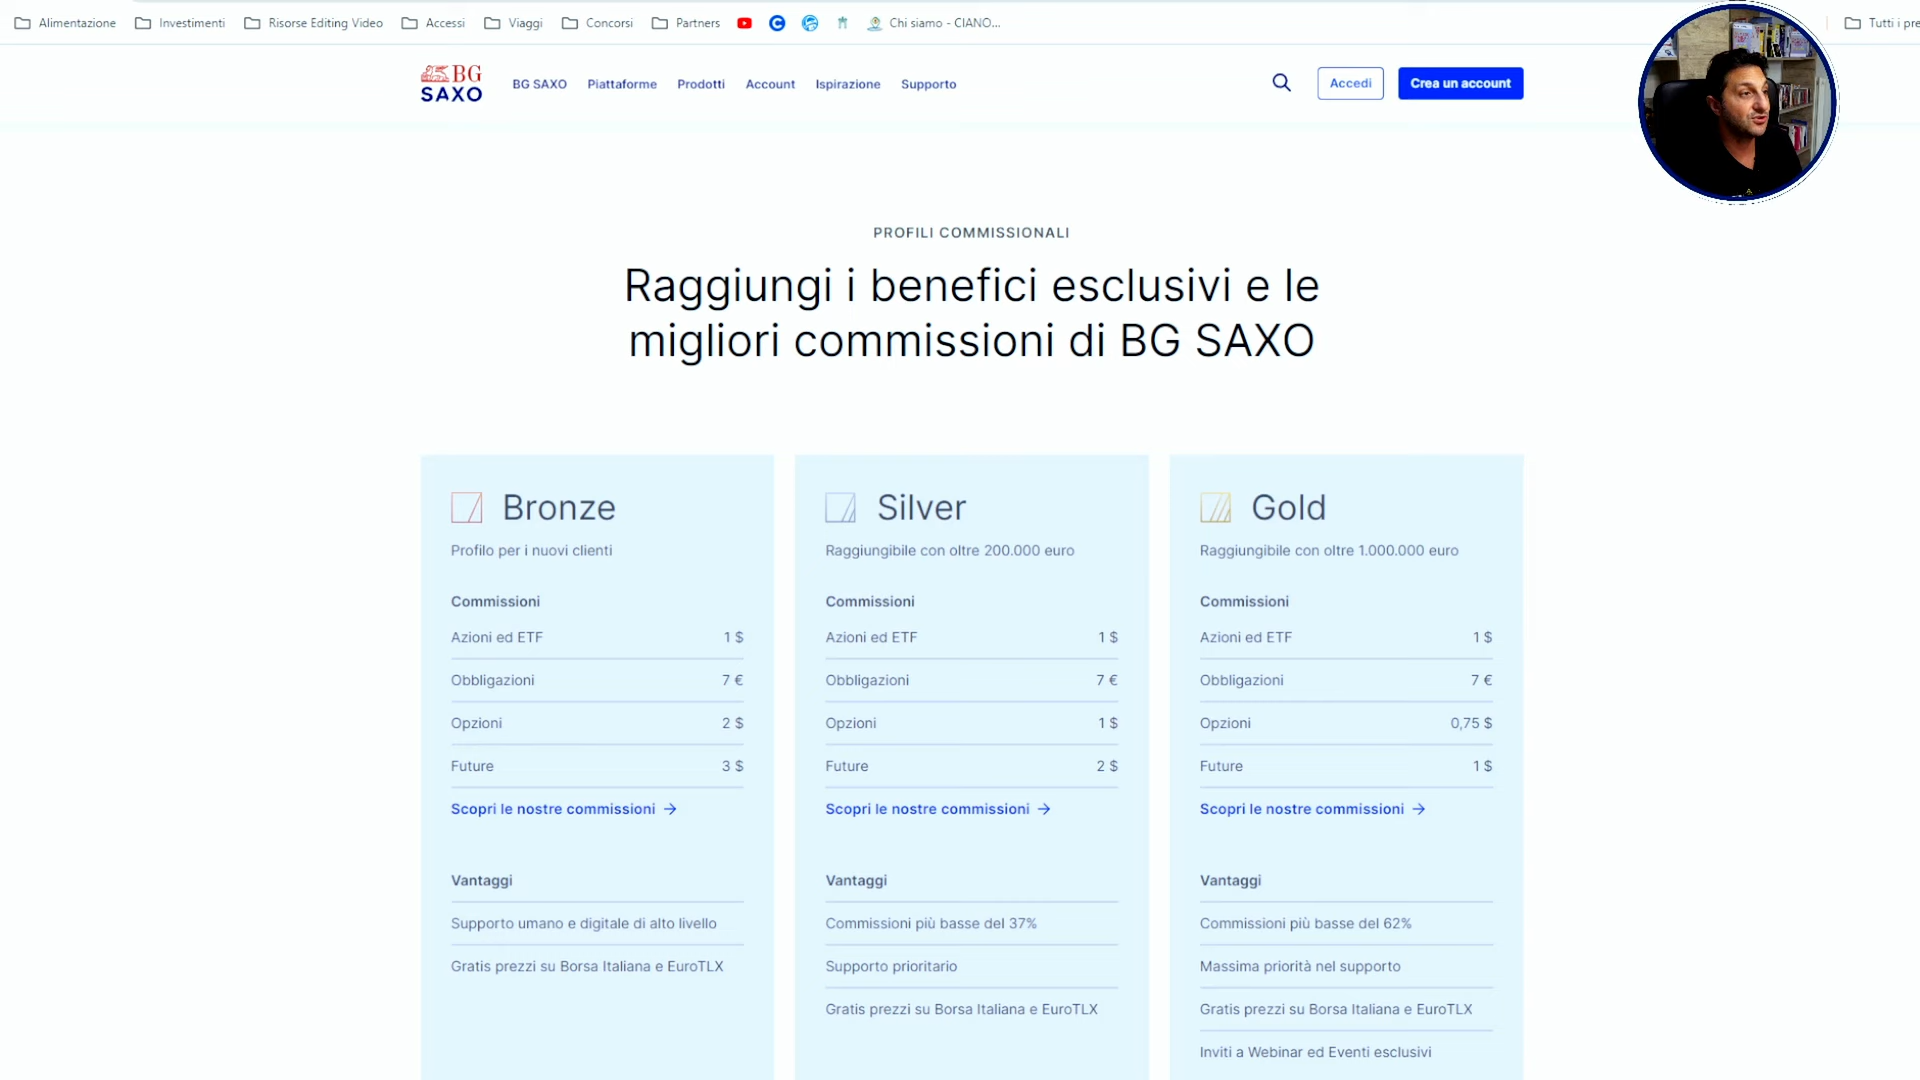 Alimentazione Investimenti Risorse Editing Video Accessi Viaggi Concorsi Partners Chi siamo - CIANO... Tutti i pre
BG
SAXO
BG SAXO Piattaforme Prodotti Account Ispirazione Supporto Accedi Crea un account
PROFILI COMMISSIONALI
Raggiungi i benefici esclusivi e le
migliori commissioni di BG SAXO
Bronze
Profilo per i nuovi clienti
Commissioni
Azioni ed ETF 1 $
Obbligazioni 7 €
Opzioni 2 $
Future 3 $
Scopri le nostre commissioni →
Vantaggi
Supporto umano e digitale di alto livello
Gratis prezzi su Borsa Italiana e EuroTLX
Silver
Raggiungibile con oltre 200.000 euro
Commissioni
Azioni ed ETF 1 $
Obbligazioni 7 €
Opzioni 1 $
Future 2 $
Scopri le nostre commissioni →
Vantaggi
Commissioni più basse del 37%
Supporto prioritario
Gratis prezzi su Borsa Italiana e EuroTLX
Gold
Raggiungibile con oltre 1.000.000 euro
Commissioni
Azioni ed ETF 1 $
Obbligazioni 7 €
Opzioni 0,75 $
Future 1 $
Scopri le nostre commissioni →
Vantaggi
Commissioni più basse del 62%
Massima priorità nel supporto
Gratis prezzi su Borsa Italiana e EuroTLX
Inviti a Webinar ed Eventi esclusivi